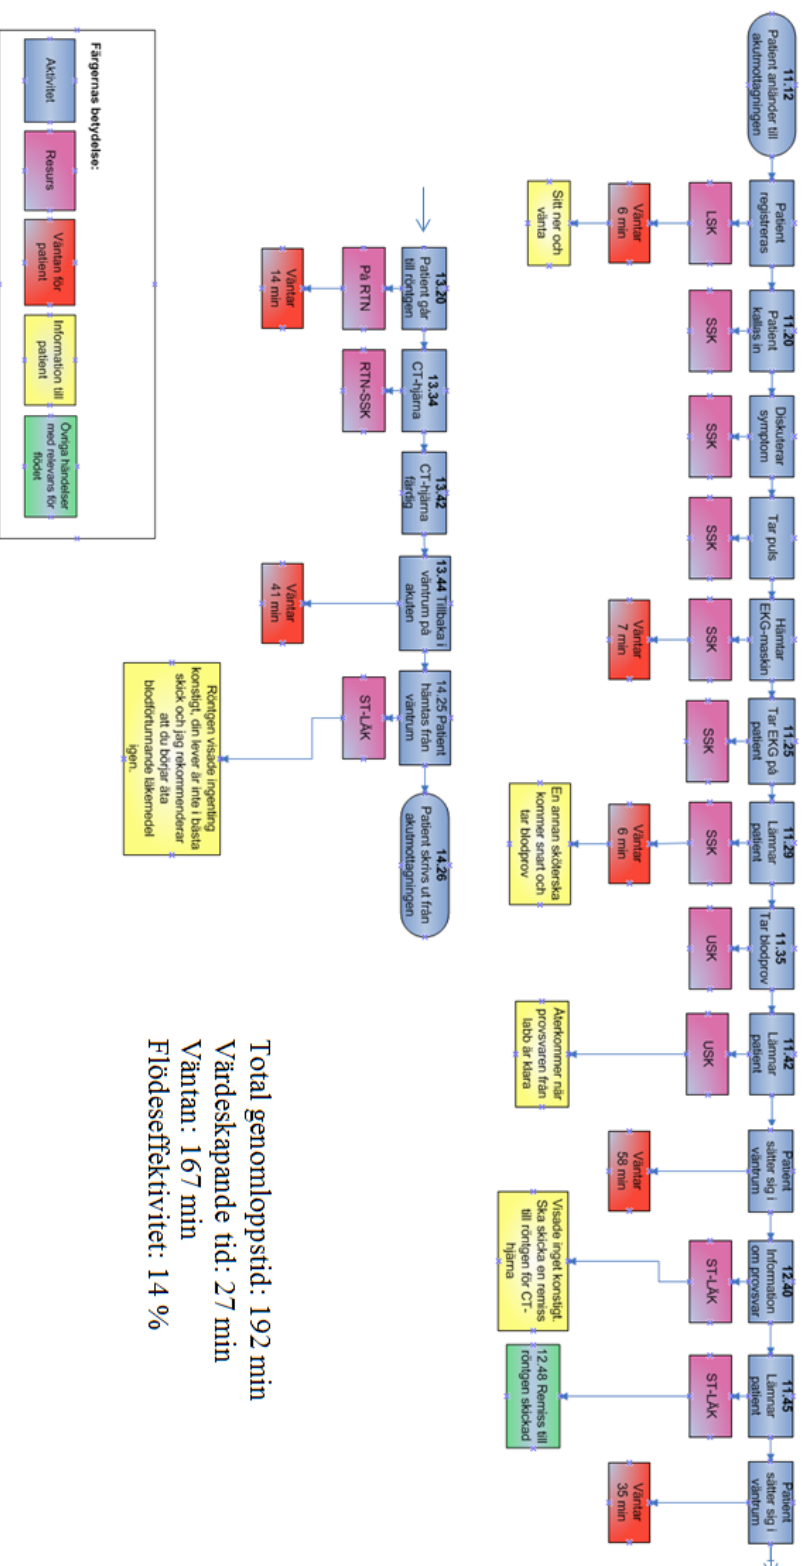 11.12
Patient anländer till
akutmottagningen
Patient
registreras
LSK
Väntar
6 min
Sitt ner och
vänta
11.20
Patient
kallas in
SSK
Diskuterar
symptom
SSK
Tar puls
SSK
Hämtar
EKG-maskin
SSK
Väntar
7 min
11.25
Tar EKG på
patient
SSK
11.29
Lämnar
patient
SSK
Väntar
6 min
En annan sköterska
kommer snart och
tar blodprov
11.35
Tar blodprov
USK
11.42
Lämnar
patient
USK
Återkommer när
provsvaren från
labb är klara
Patient
sätter sig i
väntrum
Väntar
58 min
12.40
Information
om provsvar
ST-LÄK
Visade inget konstigt.
Ska skicka en remiss
till röntgen för CT-
hjärna
11.45
Lämnar
patient
ST-LÄK
12.48 Remiss till
röntgen skickad
Patient
sätter sig i
väntrum
Väntar
35 min
13.20
Patient går
till röntgen
På RTN
Väntar
14 min
13.34
CT-hjärna
RTN-SSK
13.42
CT-hjärna
färdig
13.44 Tillbaka i
väntrum på
akuten
Väntar
41 min
14.25 Patient
hämtas från
väntrum
ST-LÄK
Röntgen visade ingenting
konstigt, din lever är inte i bästa
skick och jag rekommenderar
att du börjar äta
blodförtunnande läkemedel
igen.
14.26
Patient skrivs ut från
akutmottagningen
Färgernas betydelse:
Aktivitet
Resurs
Väntan för
patient
Information till
patient
Övriga händelser
med relevans för
flödet
Total genomloppstid: 192 min
Värdeskapande tid: 27 min
Väntan: 167 min
Flödeseffektivitet: 14 %